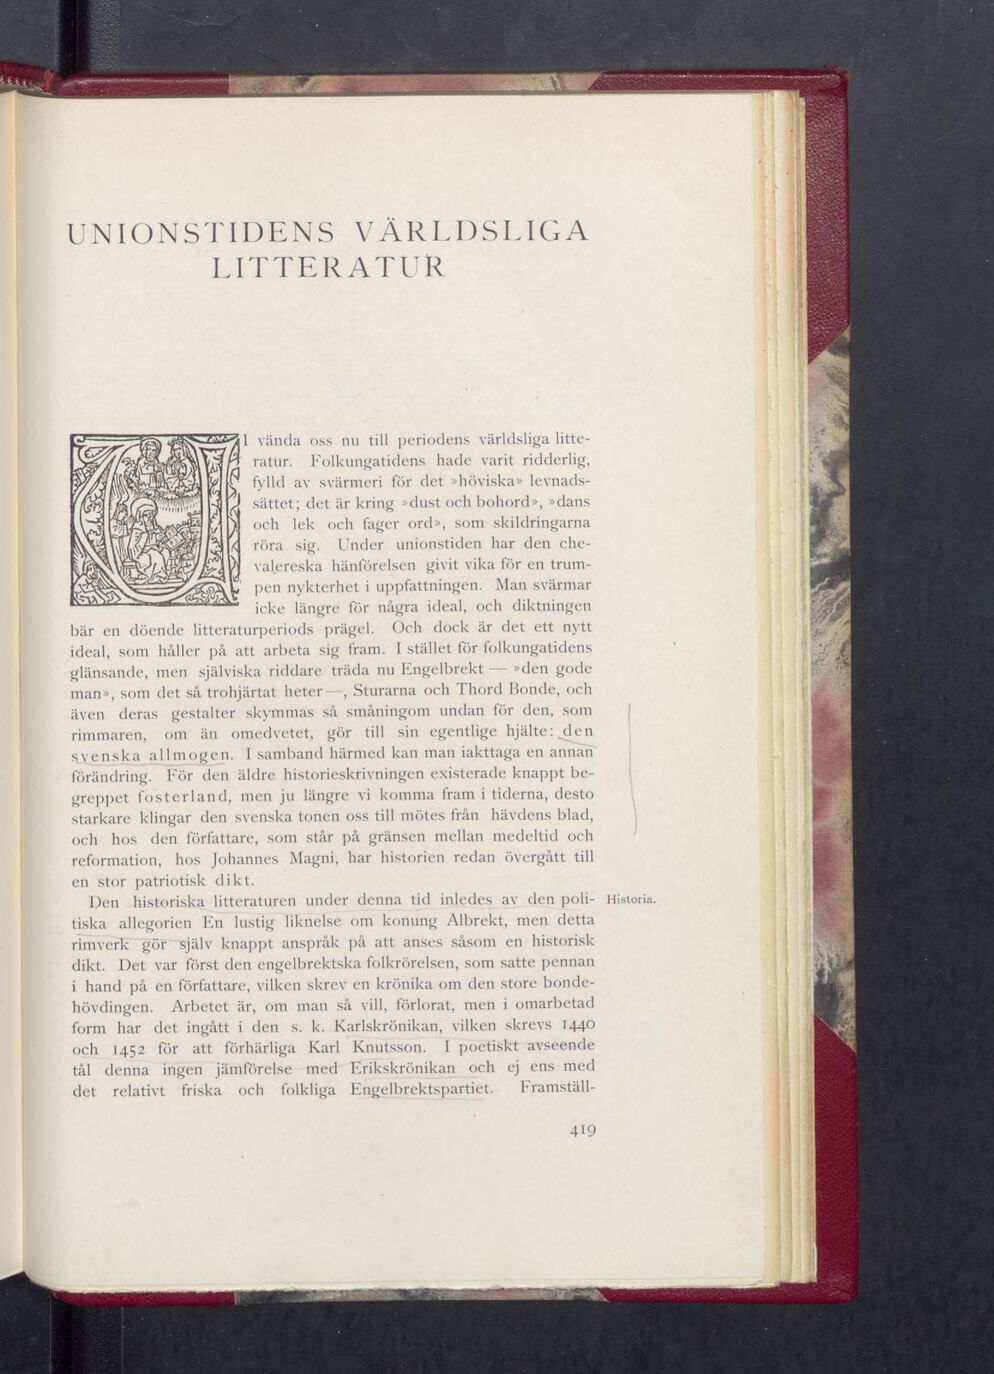 UNIONSTIDENS VÄRLDSLIGA
LITTERATUR
VI vända oss nu till periodens världsliga litte-
ratur. Folkungatidens hade varit ridderlig,
fylld av svärmeri för det »höviska» levnads-
sättet; det är kring »dust och bohord», »dans
och lek och fager ord», som skildringarna
röra sig. Under unionstiden har den che-
valereska hänförelsen givit vika för en trum-
pen nykterhet i uppfattningen. Man svärmar
icke längre för några ideal, och diktningen
bär en döende litteraturperiods prägel. Och dock är det ett nytt
ideal, som håller på att arbeta sig fram. I stället för folkungatidens
glänsande, men själviska riddare träda nu Engelbrekt — »den gode
man», som det så trohjärtat heter —, Sturarna och Thord Bonde, och
även deras gestalter skymmas så småningom undan för den, som
rimmaren, om än omedvetet, gör till sin egentlige hjälte: den
svenska allmogen. I samband härmed kan man iakttaga en annan
förändring. För den äldre historieskrivningen existerade knappt be-
greppet fosterland, men ju längre vi komma fram i tiderna, desto
starkare klingar den svenska tonen oss till mötes från hävdens blad,
och hos den författare, som står på gränsen mellan medeltid och
reformation, hos Johannes Magni, har historien redan övergått till
en stor patriotisk dikt.
Den historiska litteraturen under denna tid inledes av den poli- Historia.
tiska allegorien En lustig liknelse om konung Albrekt, men detta
rimverk gör själv knappt anspråk på att anses såsom en historisk
dikt. Det var först den engelbrektska folkrörelsen, som satte pennan
i hand på en författare, vilken skrev en krönika om den store bonde-
hövdingen. Arbetet är, om man så vill, förlorat, men i omarbetad
form har det ingått i den s. k. Karlskrönikan, vilken skrevs 1440
och 1452 för att förhärliga Karl Knutsson. I poetiskt avseende
tål denna ingen jämförelse med Erikskrönikan och ej ens med
det relativt friska och folkliga Engelbrektspartiet. Framställ-
419